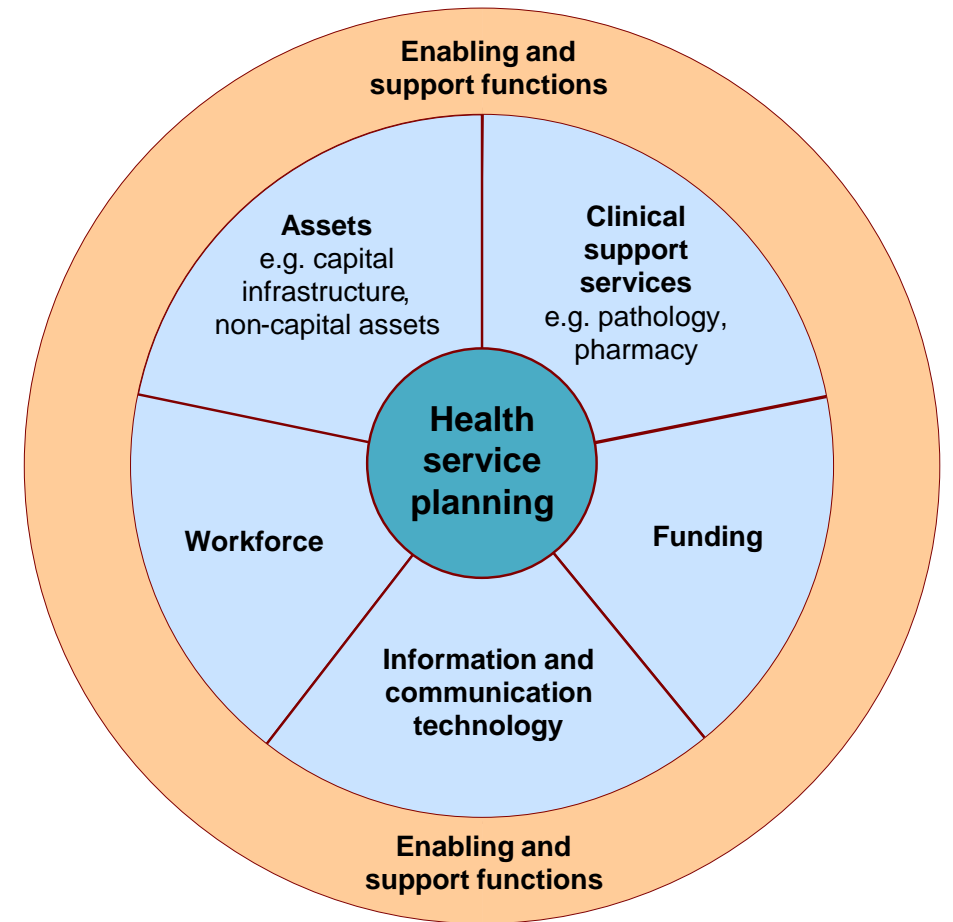 Enabling and
support functions
Assets
e.g. capital
infrastructure,
non-capital assets
Clinical
support
services
e.g. pathology,
pharmacy
Health
service
planning
Workforce
Funding
Information and
communication
technology
Enabling and
support functions